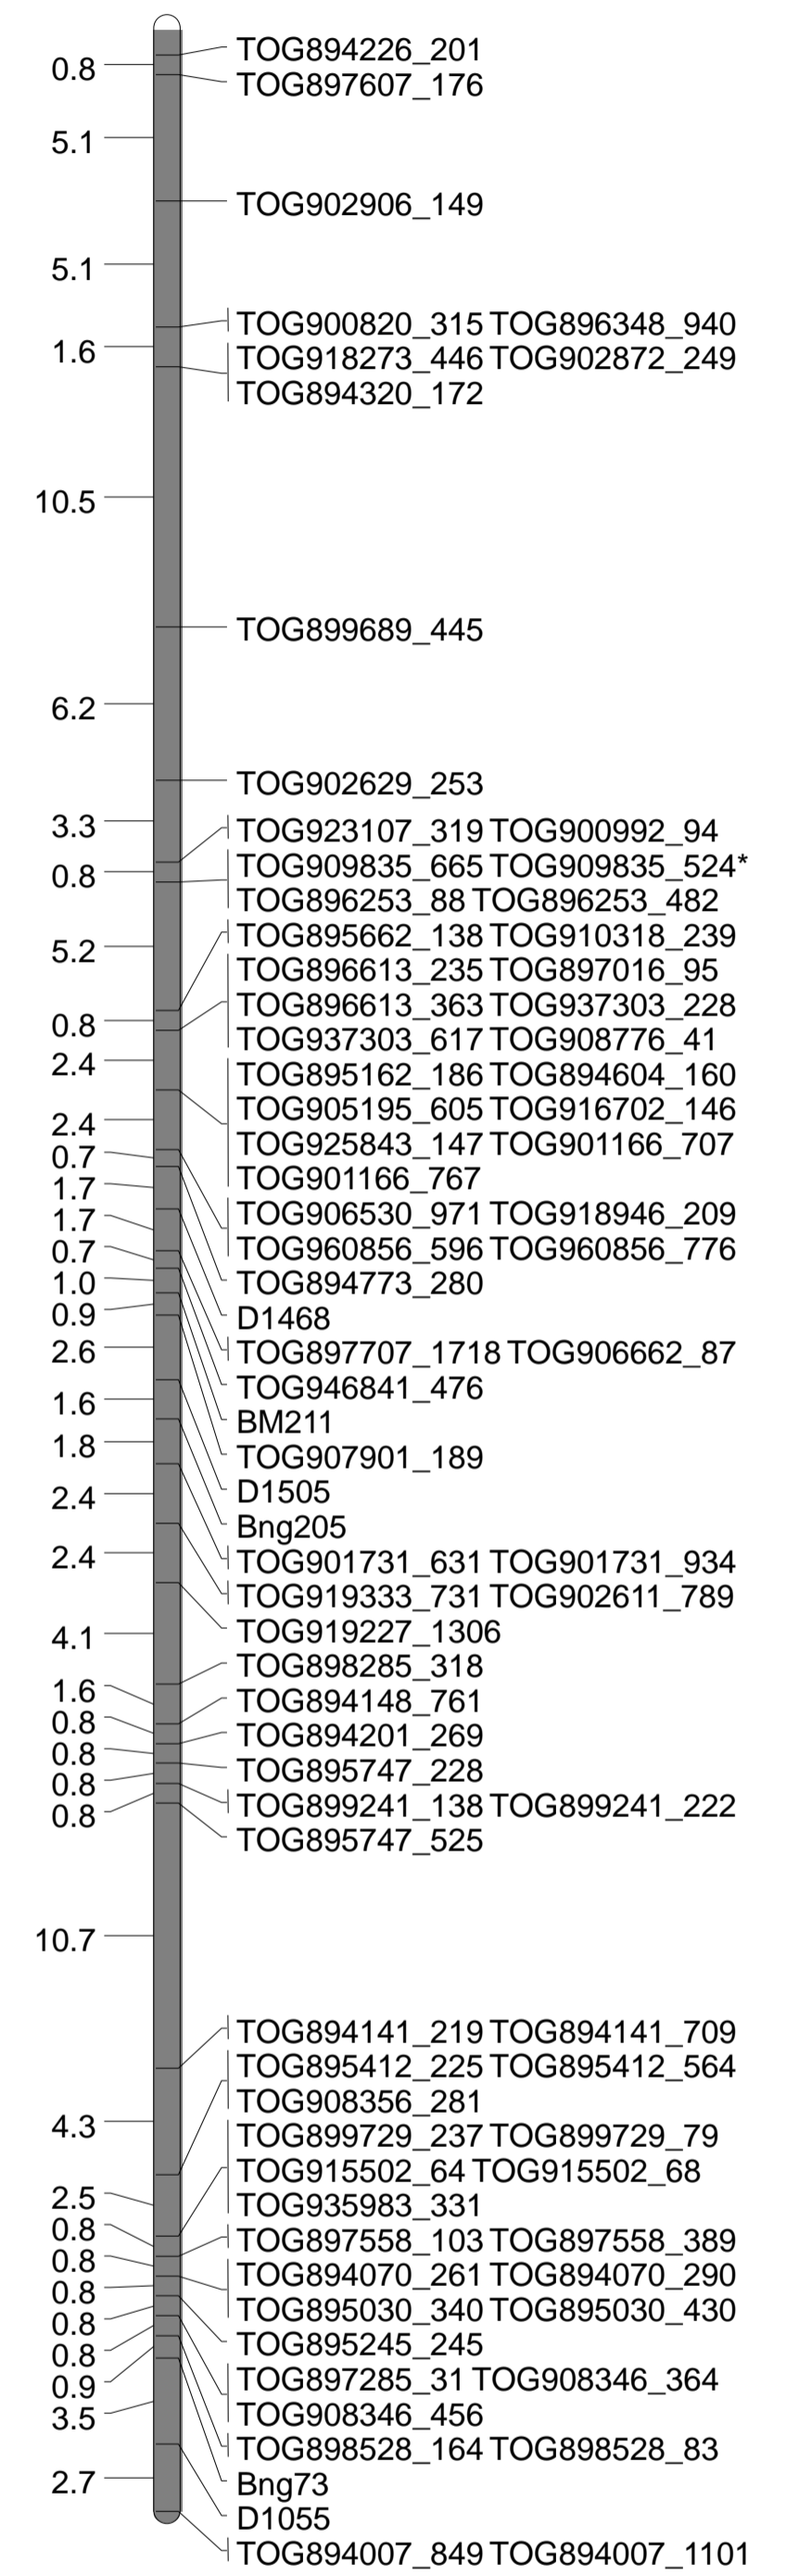 TOG894226_201
0.8
TOG897607_176
5.1
TOG902906_149
5.1
TOG900820_315 TOG896348_940
1.6
TOG918273_446 TOG902872_249
TOG894320_172
10.5
TOG899689_445
6.2
TOG902629_253
3.3
TOG923107_319 TOG900992_94
TOG909835_665 TOG909835_524*
0.8
TOG896253_88 TOG896253_482
TOG895662_138 TOG910318_239
5.2
TOG896613_235 TOG897016_95
TOG896613_363 TOG937303_228
0.8
TOG937303_617 TOG908776_41
2.4
TOG895162_186 TOG894604_160
TOG905195_605 TOG916702_146
2.4
TOG925843_147 TOG901166_707
0.7
TOG901166_767
1.7
TOG906530_971 TOG918946_209
1.7
TOG960856_596 TOG960856_776
0.7
TOG894773_280
1.0
D1468
0.9
TOG897707_1718 TOG906662_87
2.6
TOG946841_476
1.6
BM211
1.8
TOG907901_189
D1505
2.4
Bng205
TOG901731_631 TOG901731_934
2.4
TOG919333_731 TOG902611_789
TOG919227_1306
4.1
TOG898285_318
1.6
TOG894148_761
0.8
TOG894201_269
0.8
TOG895747_228
0.8
TOG899241_138 TOG899241_222
0.8
TOG895747_525
10.7
TOG894141_219 TOG894141_709
TOG895412_225 TOG895412_564
TOG908356_281
4.3
TOG899729_237 TOG899729_79
TOG915502_64 TOG915502_68
2.5
TOG935983_331
0.8
TOG897558_103 TOG897558_389
0.8
TOG894070_261 TOG894070_290
0.8
TOG895030_340 TOG895030_430
0.8
TOG895245_245
0.8
TOG897285_31 TOG908346_364
0.9
TOG908346_456
3.5
TOG898528_164 TOG898528_83
2.7
Bng73
D1055
TOG894007_849 TOG894007_1101